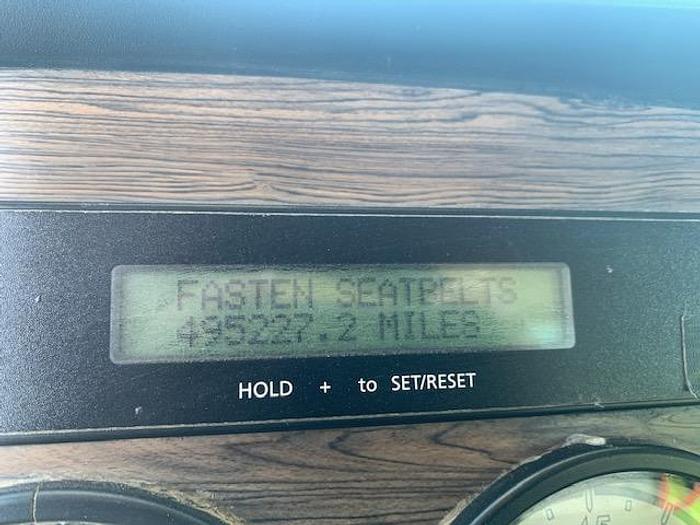 FASTEN SEATBELTS
495227.2 MILES
HOLD + to SET/RESET